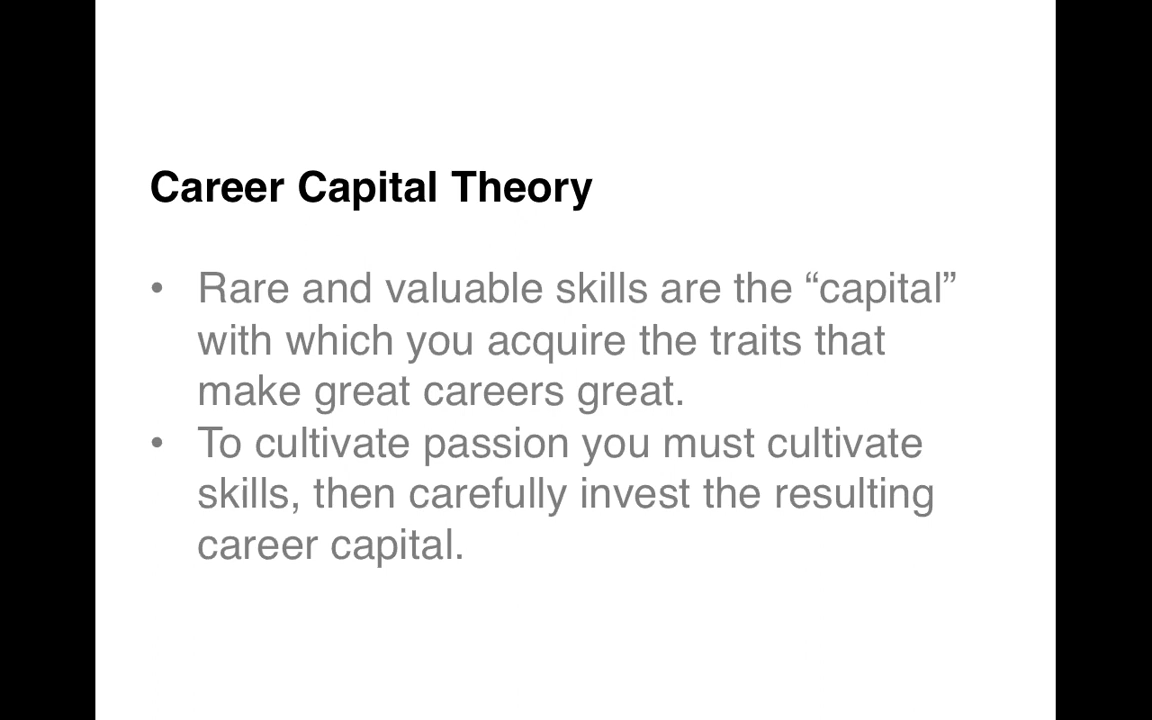 Career Capital Theory
• Rare and valuable skills are the “capital”
with which you acquire the traits that
make great careers great.
• To cultivate passion you must cultivate
skills, then carefully invest the resulting
career capital.